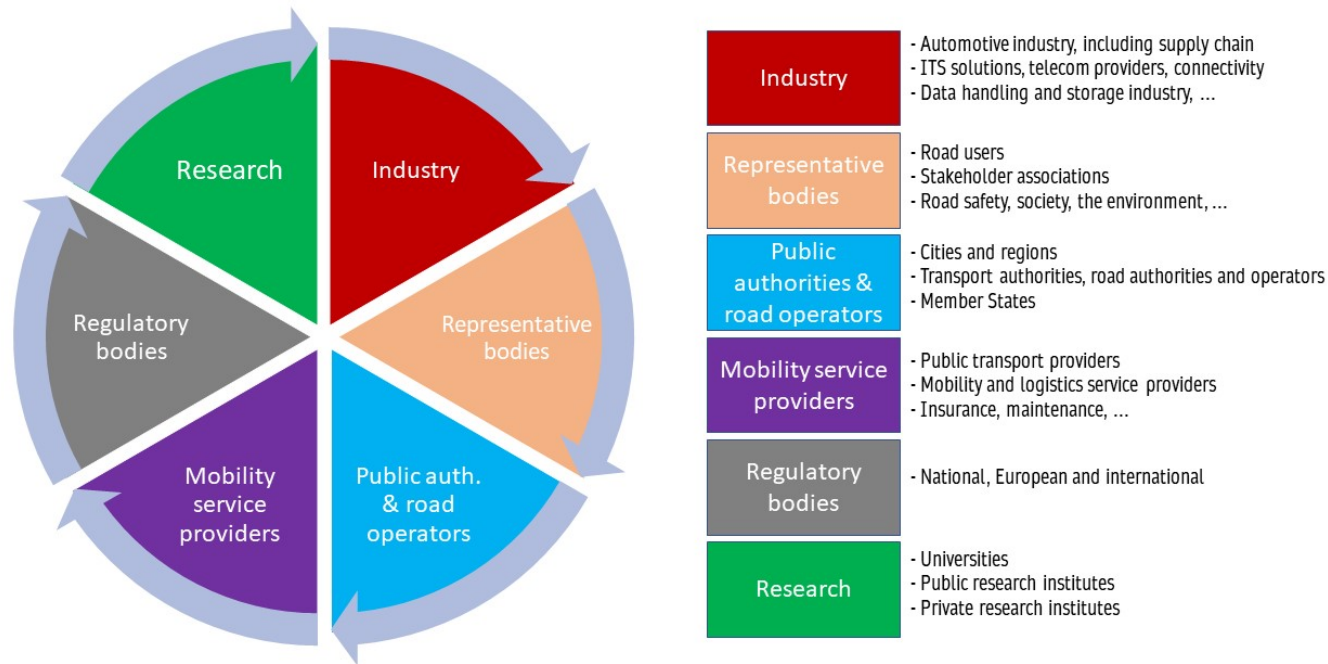 Research
Industry
Regulatory
bodies
Representative
bodies
Mobility
service
providers
Public auth.
& road
operators
Industry
- Automotive industry, including supply chain
- ITS solutions, telecom providers, connectivity
- Data handling and storage industry, ...
Representative
bodies
- Road users
- Stakeholder associations
- Road safety, society, the environment, ...
Public
authorities &
road operators
- Cities and regions
- Transport authorities, road authorities and operators
- Member States
Mobility service
providers
- Public transport providers
- Mobility and logistics service providers
- Insurance, maintenance, ...
Regulatory
bodies
- National, European and international
Research
- Universities
- Public research institutes
- Private research institutes